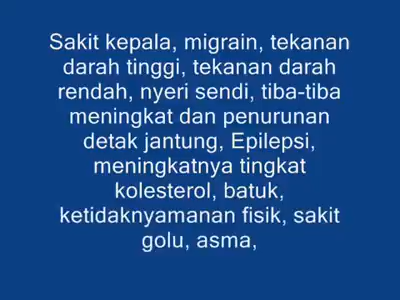 Sakit kepala, migrain, tekanan
darah tinggi, tekanan darah
rendah, nyeri sendi, tiba-tiba
meningkat dan penurunan
detak jantung, Epilepsi,
meningkatnya tingkat
kolesterol, batuk,
ketidaknyamanan fisik, sakit
golu, asma,